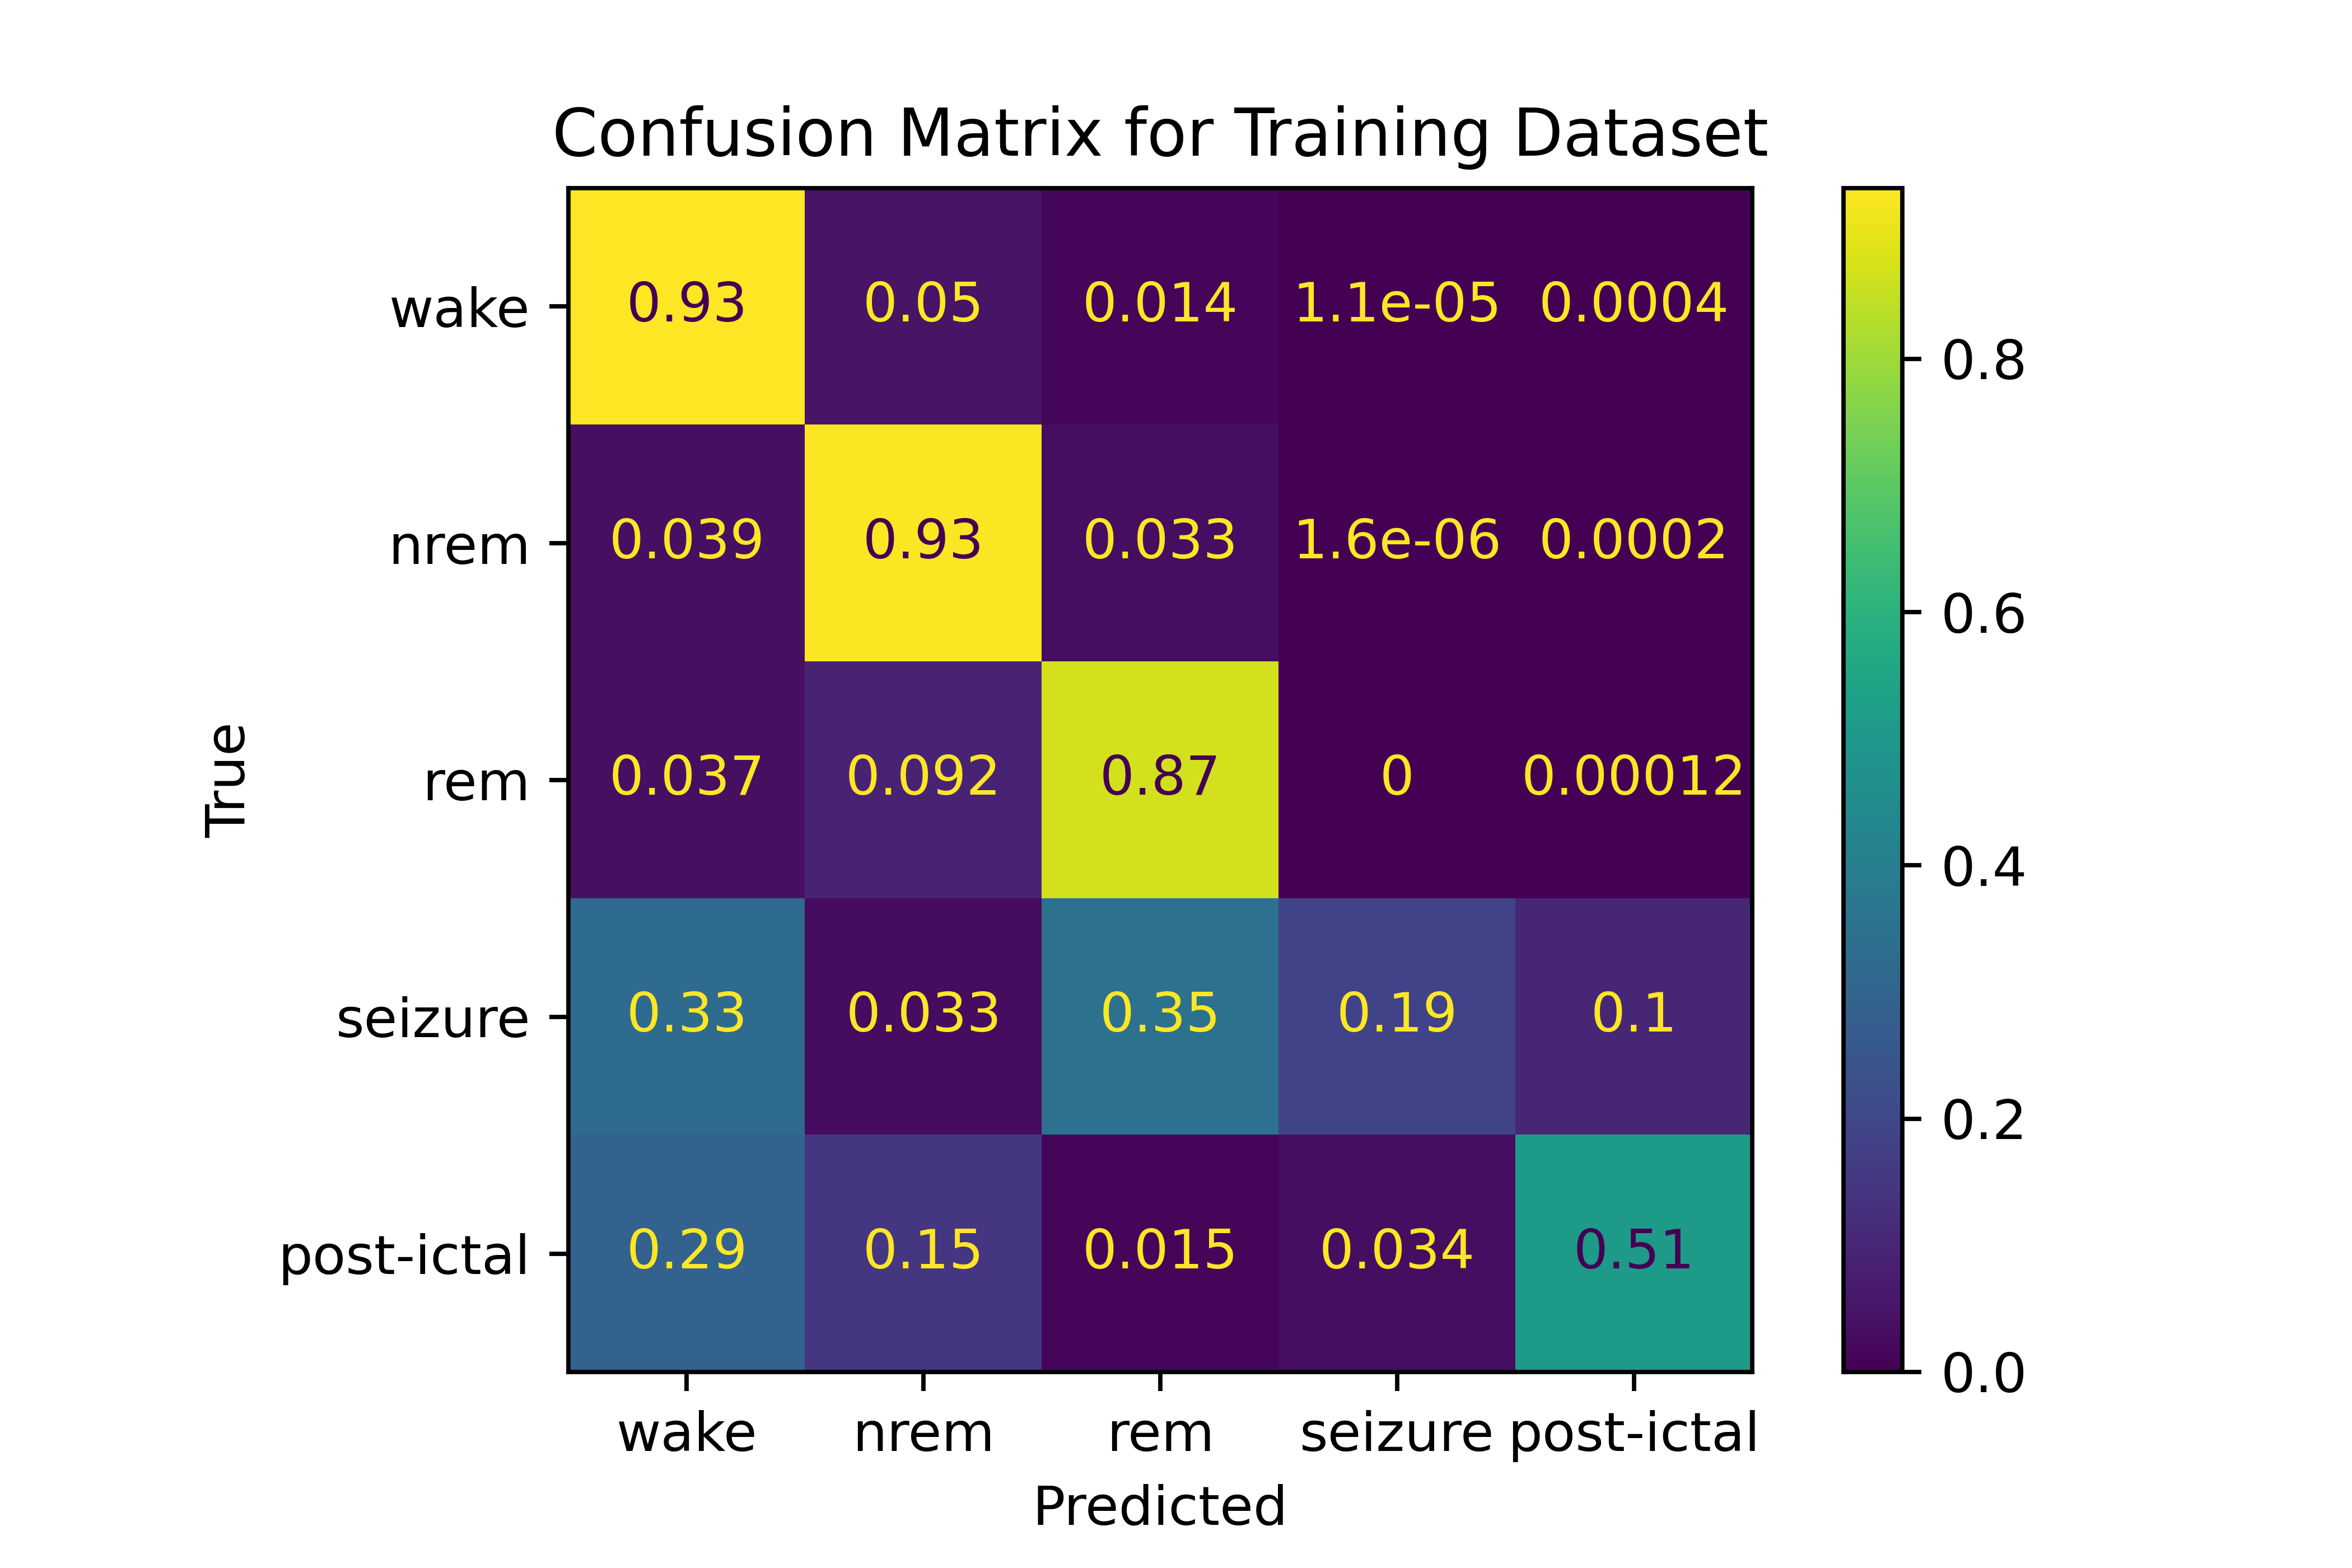 Confusion Matrix for Training Dataset
wake 0.93 0.05 0.014 1.1e-05 0.0004
nrem 0.039 0.93 0.033 1.6e-06 0.0002
rem 0.037 0.092 0.87 0 0.00012
seizure 0.33 0.033 0.35 0.19 0.1
post-ictal 0.29 0.15 0.015 0.034 0.51
True
wake nrem rem seizure post-ictal
Predicted
0.8
0.6
0.4
0.2
0.0